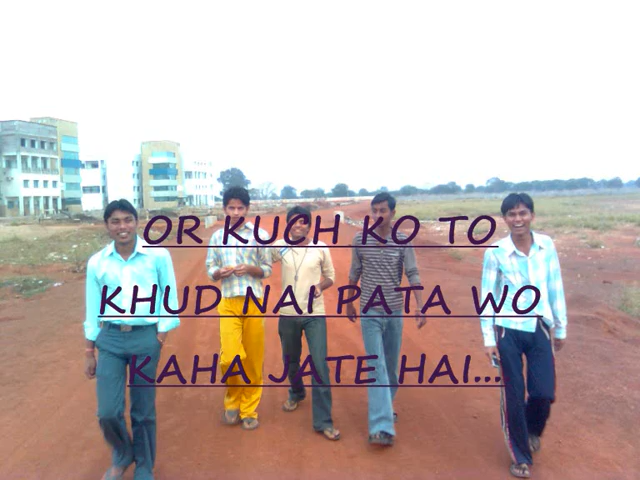 OR KUCH KO TO
KHUD NAI PATA WO
KAHA JATE HAI...